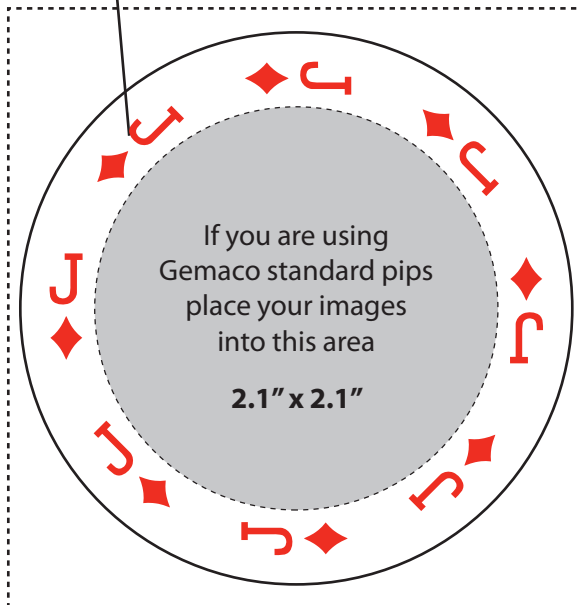 J
J
J
J
If you are using
Gemaco standard pips
place your images
into this area
2.1" x 2.1"
J
J
J
J